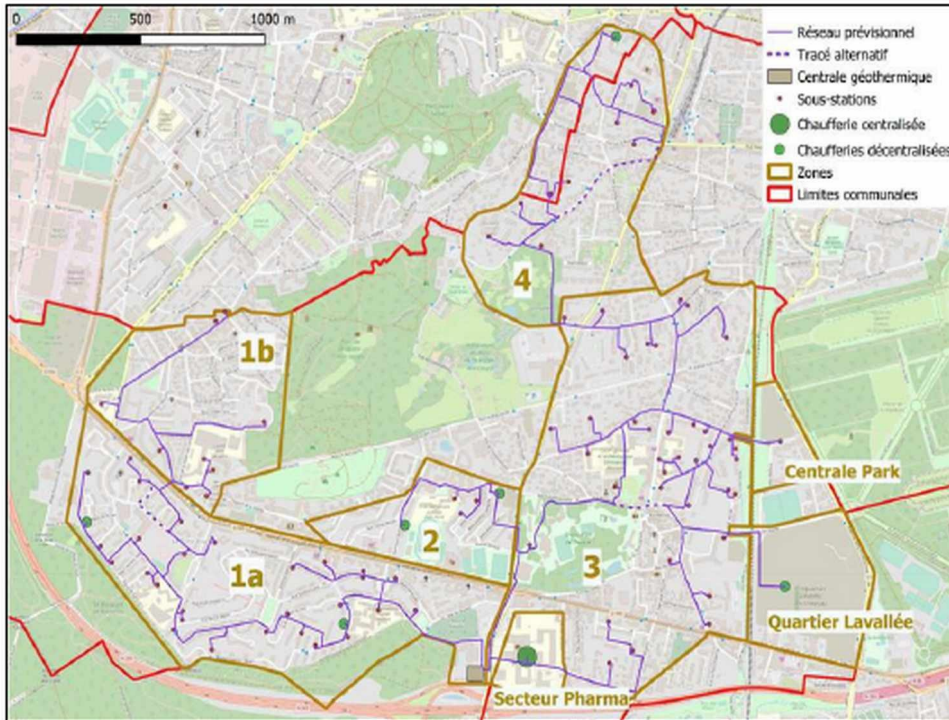 0 500 1000 m
Réseau prévisionnel
Tracé alternatif
Centrale géothermique
Sous-stations
Chaufferie centralisée
Chaufferies décentralisées
Zones
Limites communales
4
1b
Centrale Park
2
3
1a
Quartier Lavallée
Secteur Pharma